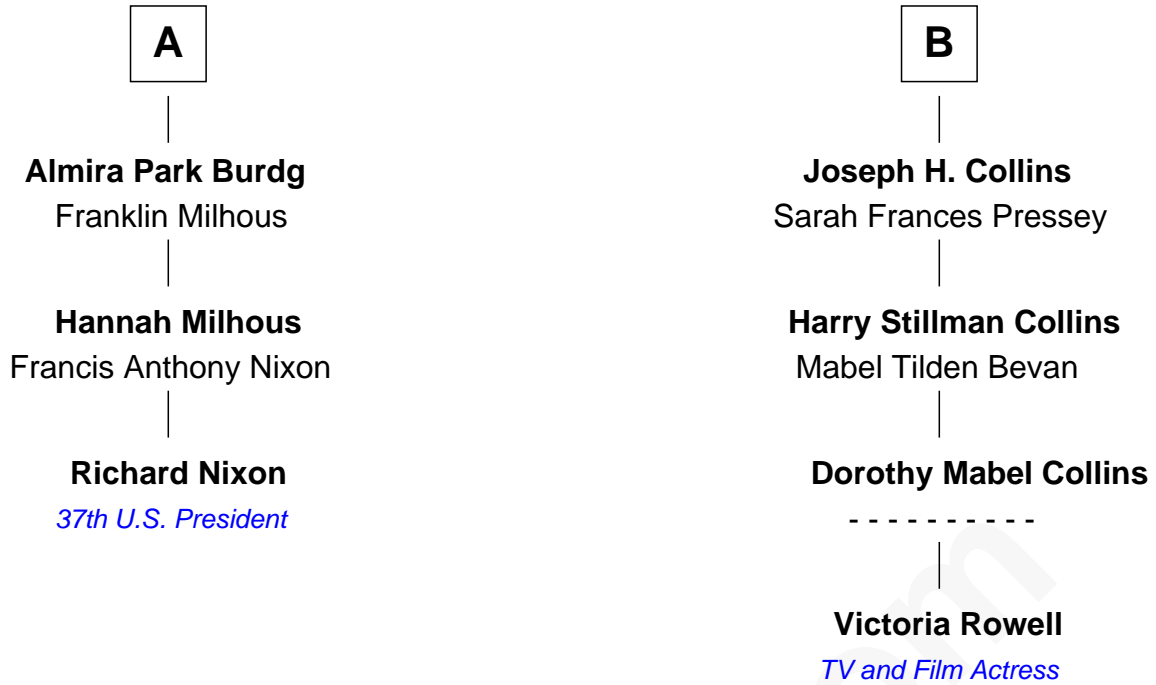 A
Almira Park Burdg
Franklin Milhous
Hannah Milhous
Francis Anthony Nixon
Richard Nixon
37th U.S. President
B
Joseph H. Collins
Sarah Frances Pressey
Harry Stillman Collins
Mabel Tilden Bevan
Dorothy Mabel Collins
- - - - - - - - - -
Victoria Rowell
TV and Film Actress